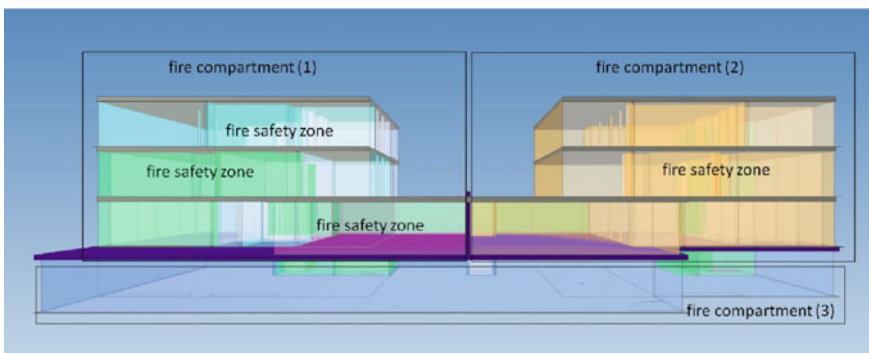 fire compartment (1)
fire compartment (2)
fire safety zone
fire safety zone
fire safety zone
fire safety zone
fire compartment (3)